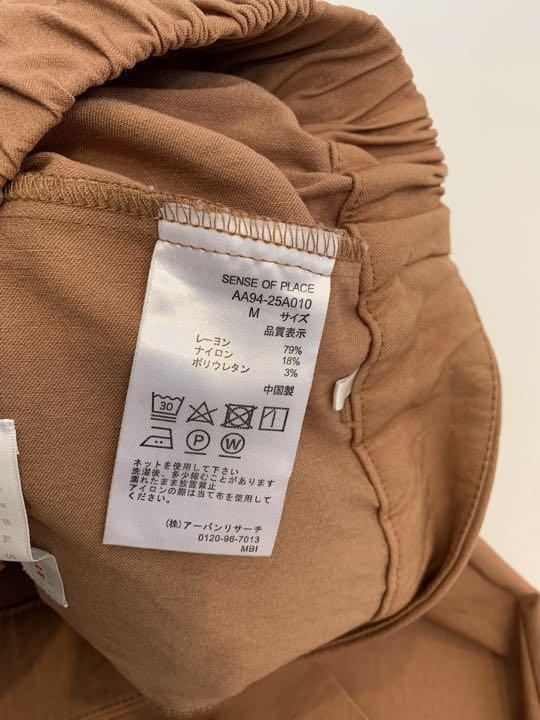 SENSE OF PLACE
AA94-25A010
M サイズ
品質表示
レーヨン 79%
ナイロン 18%
ポリウレタン 3%
中国製
30
P W
ネットを使用して下さい
洗濯後、多少縮むことがあります
濡れたまま放置禁止
アイロンの際は当て布を使用して
ください。
(株)アーバンリサーチ
0120-96-7013
MBI